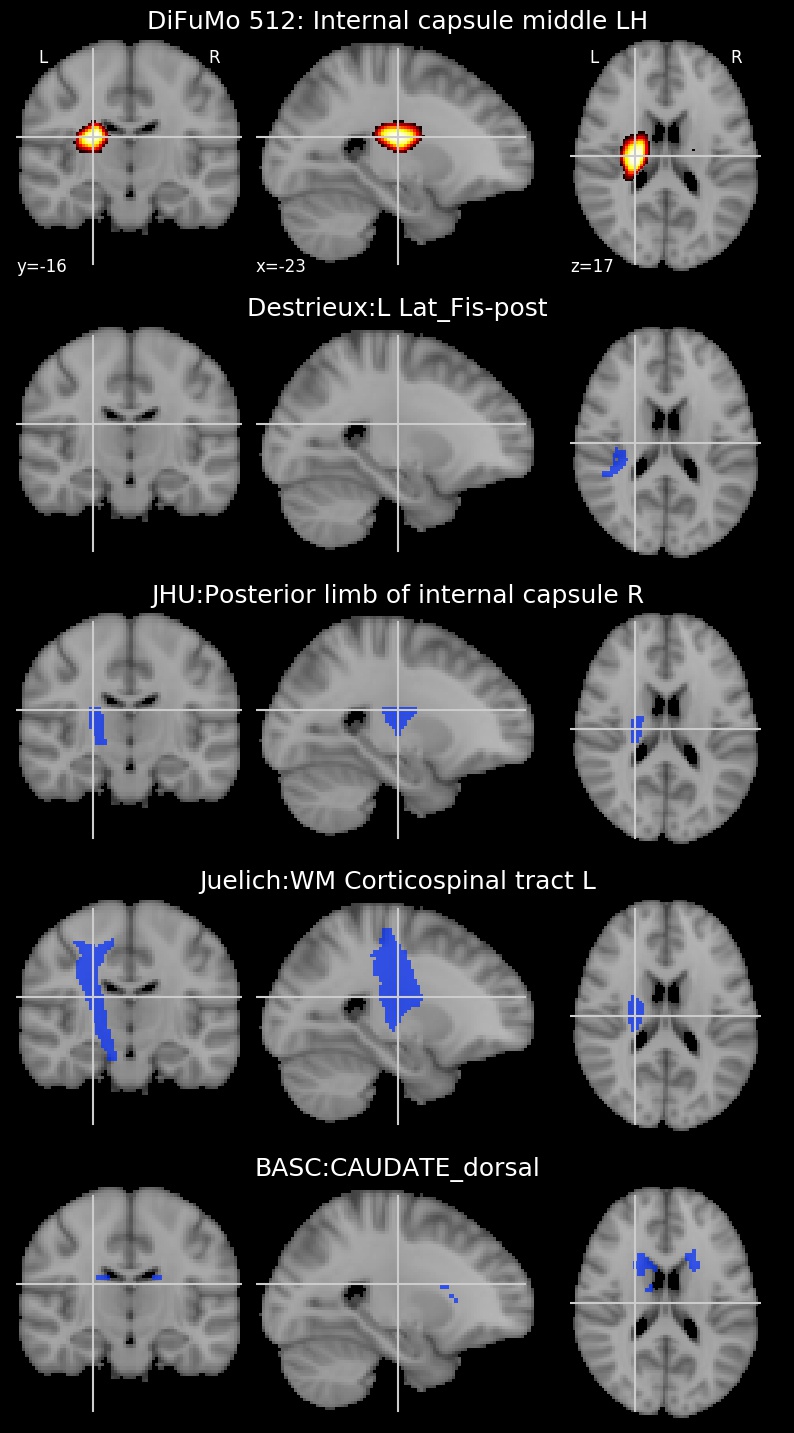 DiFuMo 512: Internal capsule middle LH
L R L R
y=-16 x=-23 z=17
Destrieux:L Lat_Fis-post
JHU:Posterior limb of internal capsule R
Juelich:WM Corticospinal tract L
BASC:CAUDATE_dorsal